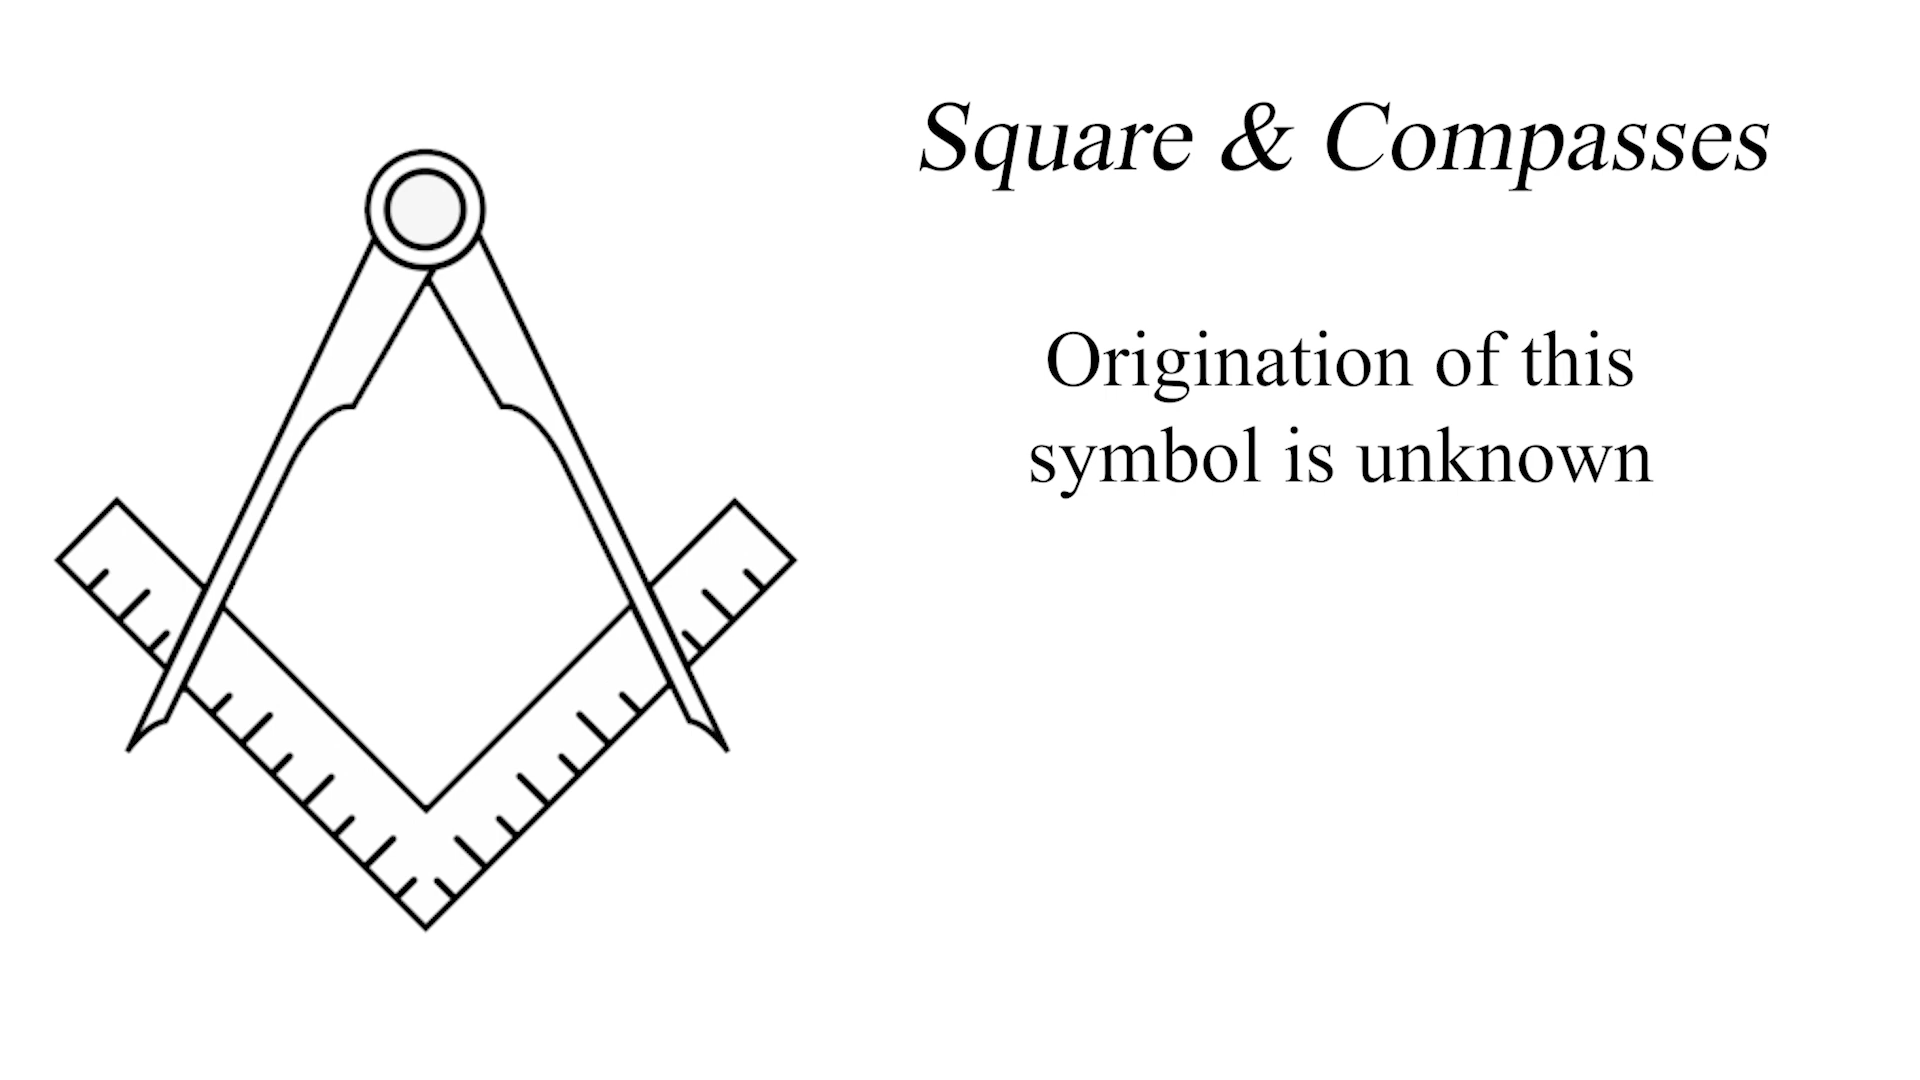 Square & Compasses
Origination of this
symbol is unknown